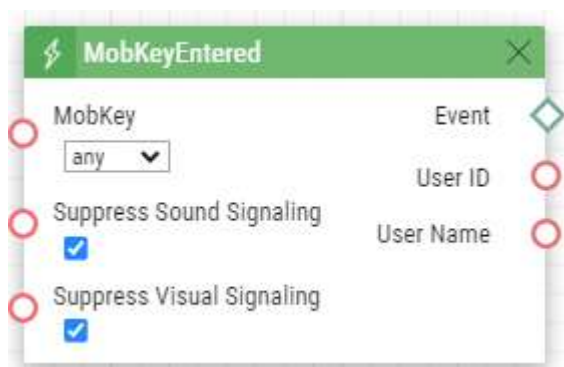 MobKeyEntered
MobKey
any
Suppress Sound Signaling
Suppress Visual Signaling
Event
User ID
User Name